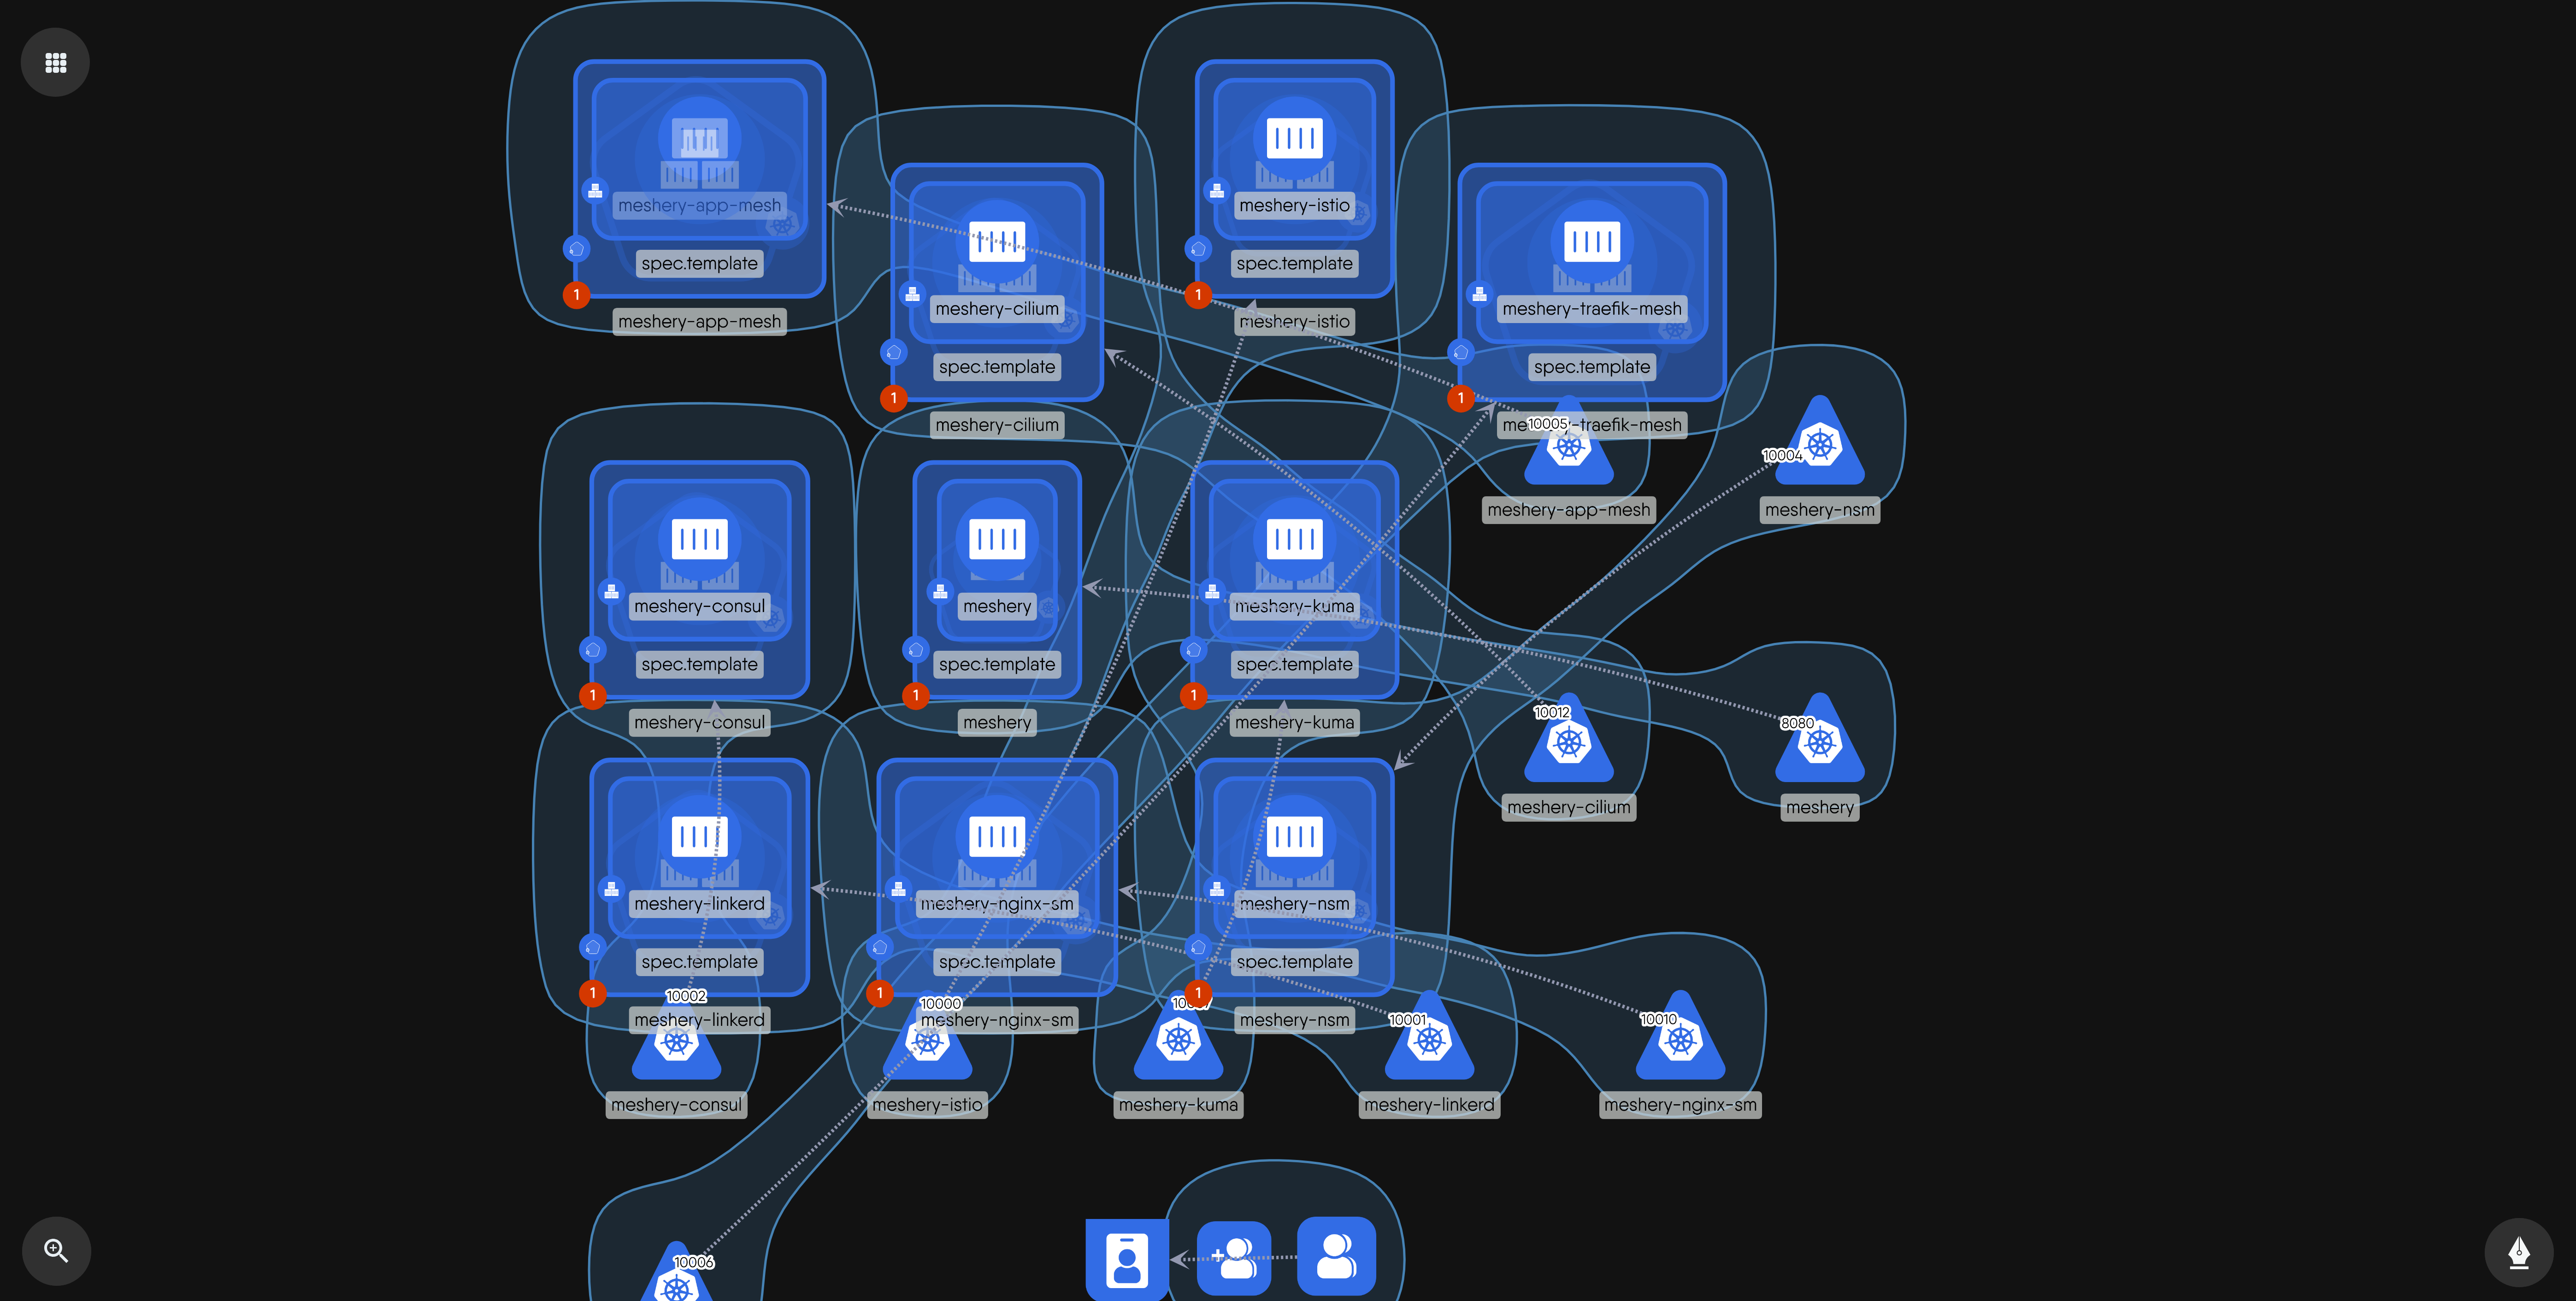 meshery-app-mesh
spec.template
1
meshery-app-mesh
meshery-cilium
spec.template
1
meshery-cilium
meshery-istio
spec.template
1
meshery-istio
meshery-traefik-mesh
spec.template
1
10005
meshery-app-mesh
10004
meshery-nsm
meshery-consul
spec.template
1
meshery-consul
meshery
spec.template
1
meshery
meshery-kuma
spec.template
1
meshery-kuma
10012
meshery-cilium
8080
meshery
meshery-linkerd
spec.template
1
meshery-linkerd
meshery-nginx-sm
spec.template
1
meshery-nginx-sm
meshery-nsm
spec.template
1
meshery-nsm
10002
meshery-consul
10000
meshery-istio
meshery-kuma
10001
meshery-linkerd
10010
meshery-nginx-sm
10006